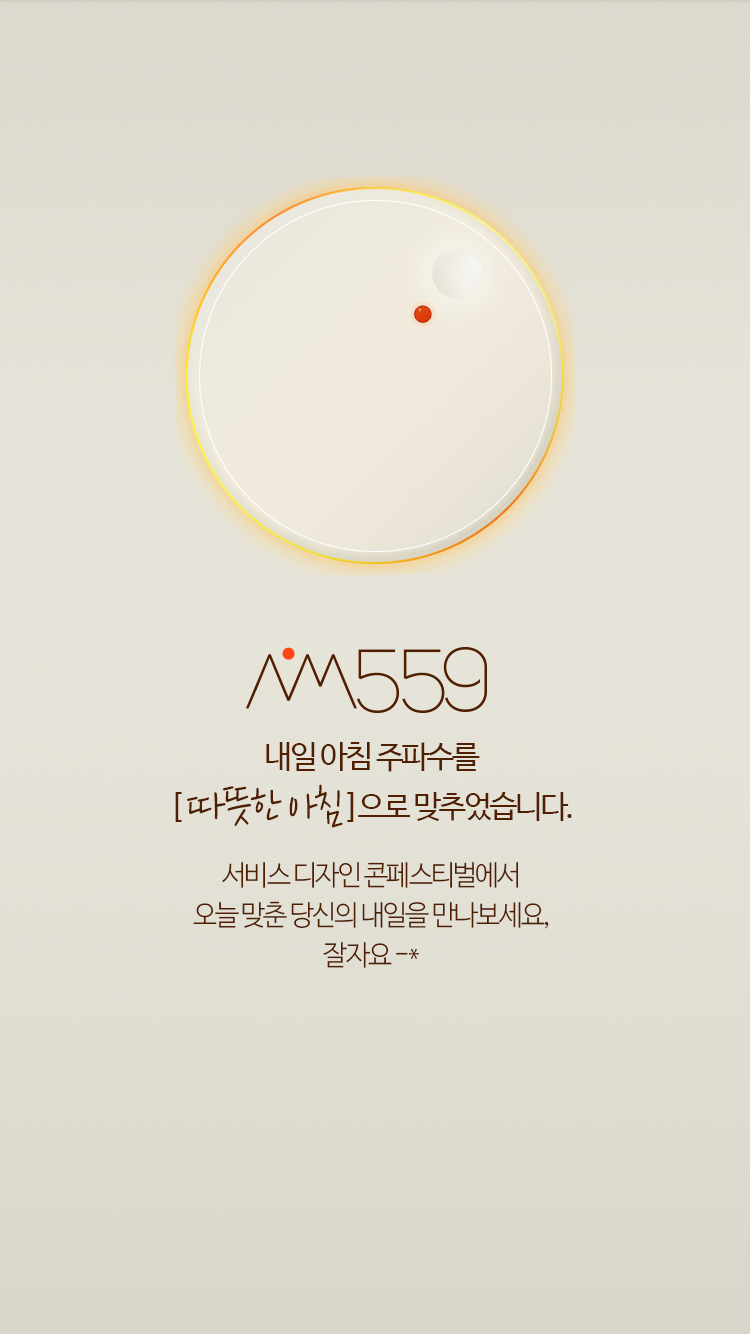 AM559
내일 아침 주파수를
[따뜻한 아침]으로 맞추었습니다.
서비스 디자인 콘페스티벌에서
오늘 맞춘 당신의 내일을 만나보세요,
잘자요 –*